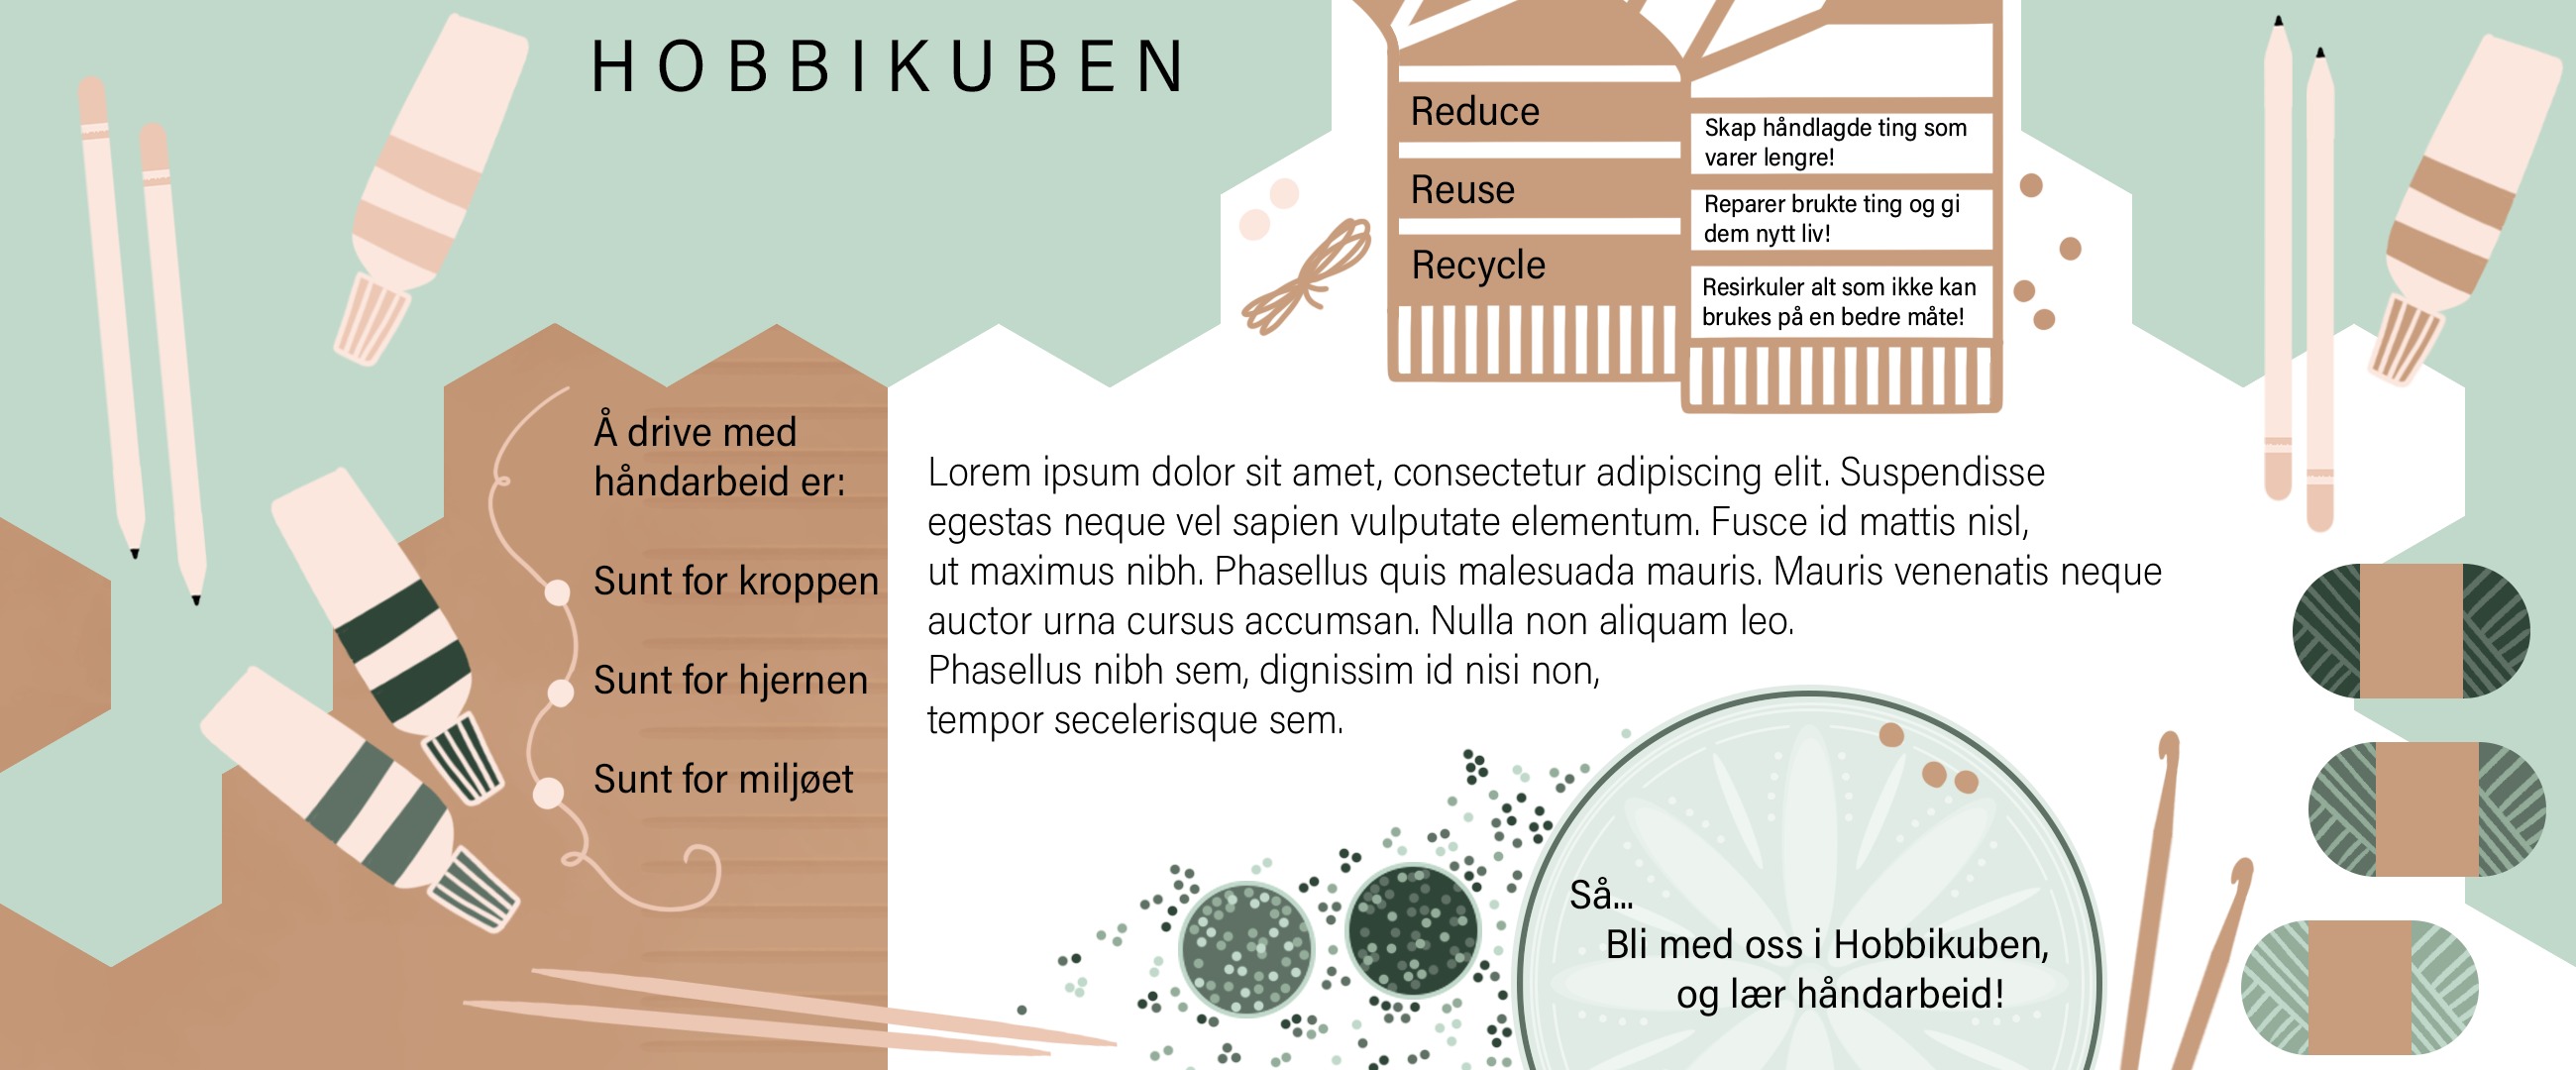 HOBBIKUBEN
Reduce
Reuse
Recycle
Skap håndlagde ting som
varer lengre!
Reparer brukte ting og gi
dem nytt liv!
Resirkuler alt som ikke kan
brukes på en bedre måte!
Å drive med
håndarbeid er:
Sunt for kroppen
Sunt for hjernen
Sunt for miljøet
Lorem ipsum dolor sit amet, consectetur adipiscing elit. Suspendisse
egestas neque vel sapien vulputate elementum. Fusce id mattis nisl,
ut maximus nibh. Phasellus quis malesuada mauris. Mauris venenatis neque
auctor urna cursus accumsan. Nulla non aliquam leo.
Phasellus nibh sem, dignissim id nisi non,
tempor secelerisque sem.
Så...
Bli med oss i Hobbikuben,
og lær håndarbeid!